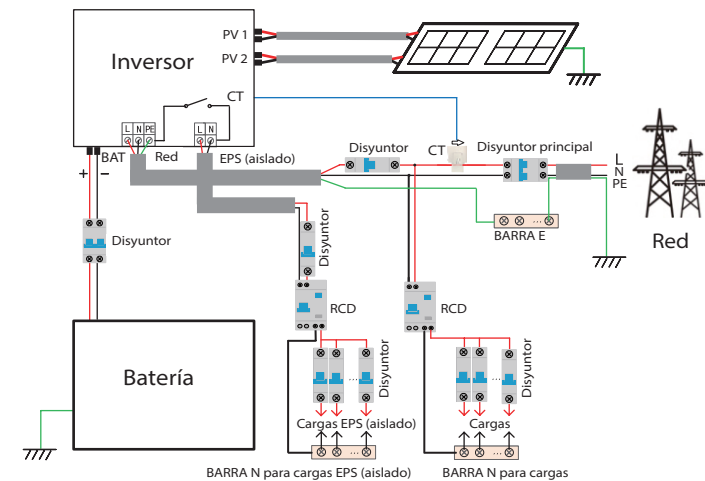 PV 1
Inversor
PV 2
CT
L N PE
L N
BAT
Red
EPS (aislado)
+ −
Disyuntor
CT
Disyuntor principal
L
N
PE
BARRA E
Red
Disyuntor
Disyuntor
RCD
RCD
Batería
...
Disyuntor
...
Disyuntor
Cargas EPS (aislado)
Cargas
BARRA N para cargas EPS (aislado)
BARRA N para cargas